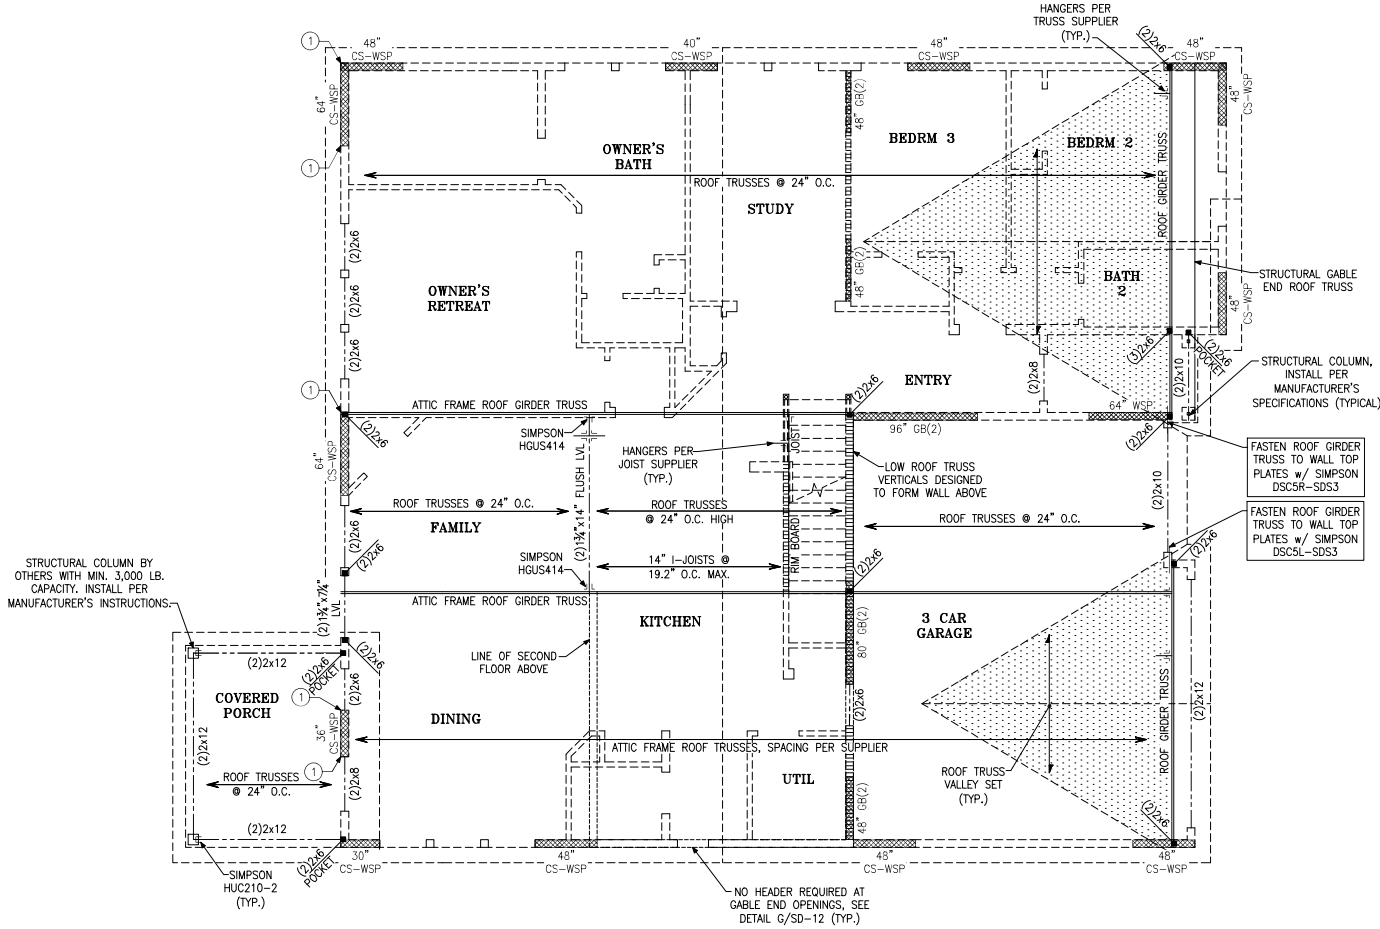 HANGERS PER
TRUSS SUPPLIER
(TYP.)
(2)2x6
48"
CS-WSP
40"
CS-WSP
48"
CS-WSP
48"
CS-WSP
1
64"
CS-WSP
48" GB(2)
48"
CS-WSP
OWNER'S
BATH
BEDRM 3
BEDRM 2
1
ROOF TRUSSES @ 24" O.C.
ROOF GIRDER TRUSS
STUDY
(2)2x6
48" GB(2)
STRUCTURAL GABLE
END ROOF TRUSS
BATH
2
OWNER'S
RETREAT
(2)2x6
48"
CS-WSP
(2)2x6
(3)2x6
(2)2x6
POCKET
STRUCTURAL COLUMN,
INSTALL PER
MANUFACTURER'S
SPECIFICATIONS (TYPICAL)
(2)2x8
(2)2x10
ENTRY
(2)2x6
1
ATTIC FRAME ROOF GIRDER TRUSS
64" WSP
(2)2x6
SIMPSON
HGUS414
96" GB(2)
(2)2x6
JOIST
HANGERS PER
JOIST SUPPLIER
(TYP.)
FASTEN ROOF GIRDER
TRUSS TO WALL TOP
PLATES w/ SIMPSON
DSC5R-SDS3
64"
CS-WSP
(2)1¾"x14" FLUSH LVL
LOW ROOF TRUSS
VERTICALS DESIGNED
TO FORM WALL ABOVE
(2)2x10
ROOF TRUSSES @ 24" O.C.
ROOF TRUSSES
@ 24" O.C. HIGH
ROOF TRUSSES @ 24" O.C.
FASTEN ROOF GIRDER
TRUSS TO WALL TOP
PLATES w/ SIMPSON
DSC5L-SDS3
FAMILY
(2)2x6
RIM BOARD
(2)2x6
SIMPSON
HGUS414
14" I-JOISTS @
19.2" O.C. MAX.
(2)2x6
(2)2x6
STRUCTURAL COLUMN BY
OTHERS WITH MIN. 3,000 LB.
CAPACITY. INSTALL PER
MANUFACTURER'S INSTRUCTIONS.
(2)1¾"x7¼"
LVL
ATTIC FRAME ROOF GIRDER TRUSS
KITCHEN
3 CAR
GARAGE
80" GB(2)
LINE OF SECOND
FLOOR ABOVE
(2)2x12
(2)2x6
POCKET
(2)2x6
(2)2x6
COVERED
PORCH
1
36"
CS-WSP
DINING
(2)2x6
ROOF GIRDER TRUSS
(2)2x12
(2)2x12
ATTIC FRAME ROOF TRUSSES, SPACING PER SUPPLIER
1
ROOF TRUSSES
@ 24" O.C.
(2)2x8
UTIL
ROOF TRUSS
VALLEY SET
(TYP.)
48" GB(2)
(2)2x6
(2)2x12
(2)2x6
POCKET
30"
CS-WSP
48"
CS-WSP
48"
CS-WSP
48"
CS-WSP
SIMPSON
HUC210-2
(TYP.)
NO HEADER REQUIRED AT
GABLE END OPENINGS, SEE
DETAIL G/SD-12 (TYP.)